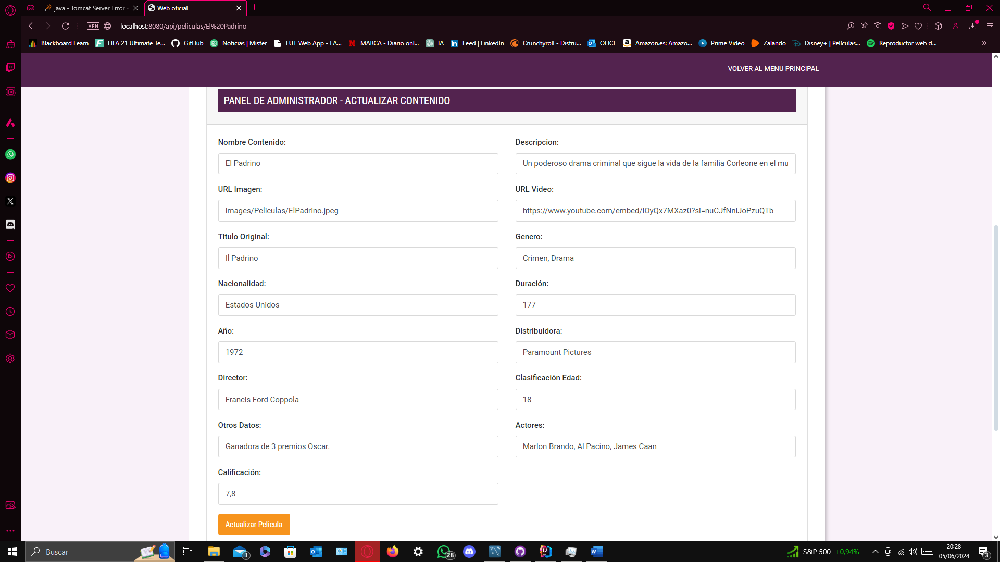 java - Tomcat Server Error -
Web oficial
VPN
localhost:8080/api/peliculas/El%20Padrino
Blackboard Learn
FIFA 21 Ultimate Te...
GitHub
Noticias | Mister
FUT Web App - EA...
MARCA - Diario onl...
IA
Feed | LinkedIn
Crunchyroll - Disfru...
OFICE
Amazon.es: Amazo...
Prime Video
Zalando
Disney+ | Películas...
Reproductor web d...
VOLVER AL MENU PRINCIPAL
PANEL DE ADMINISTRADOR - ACTUALIZAR CONTENIDO
Nombre Contenido:
El Padrino
Descripcion:
Un poderoso drama criminal que sigue la vida de la familia Corleone en el mu
URL Imagen:
images/Peliculas/ElPadrino.jpeg
URL Video:
https://www.youtube.com/embed/iOyQx7MXaz0?si=nuCJfNniJoPzuQTb
Titulo Original:
Il Padrino
Genero:
Crimen, Drama
Nacionalidad:
Estados Unidos
Duración:
177
Año:
1972
Distribuidora:
Paramount Pictures
Director:
Francis Ford Coppola
Clasificación Edad:
18
Otros Datos:
Ganadora de 3 premios Oscar.
Actores:
Marlon Brando, Al Pacino, James Caan
Calificación:
7,8
Actualizar Pelicula
Buscar
3
28
S&P 500 +0,94%
20:28
05/06/2024
3